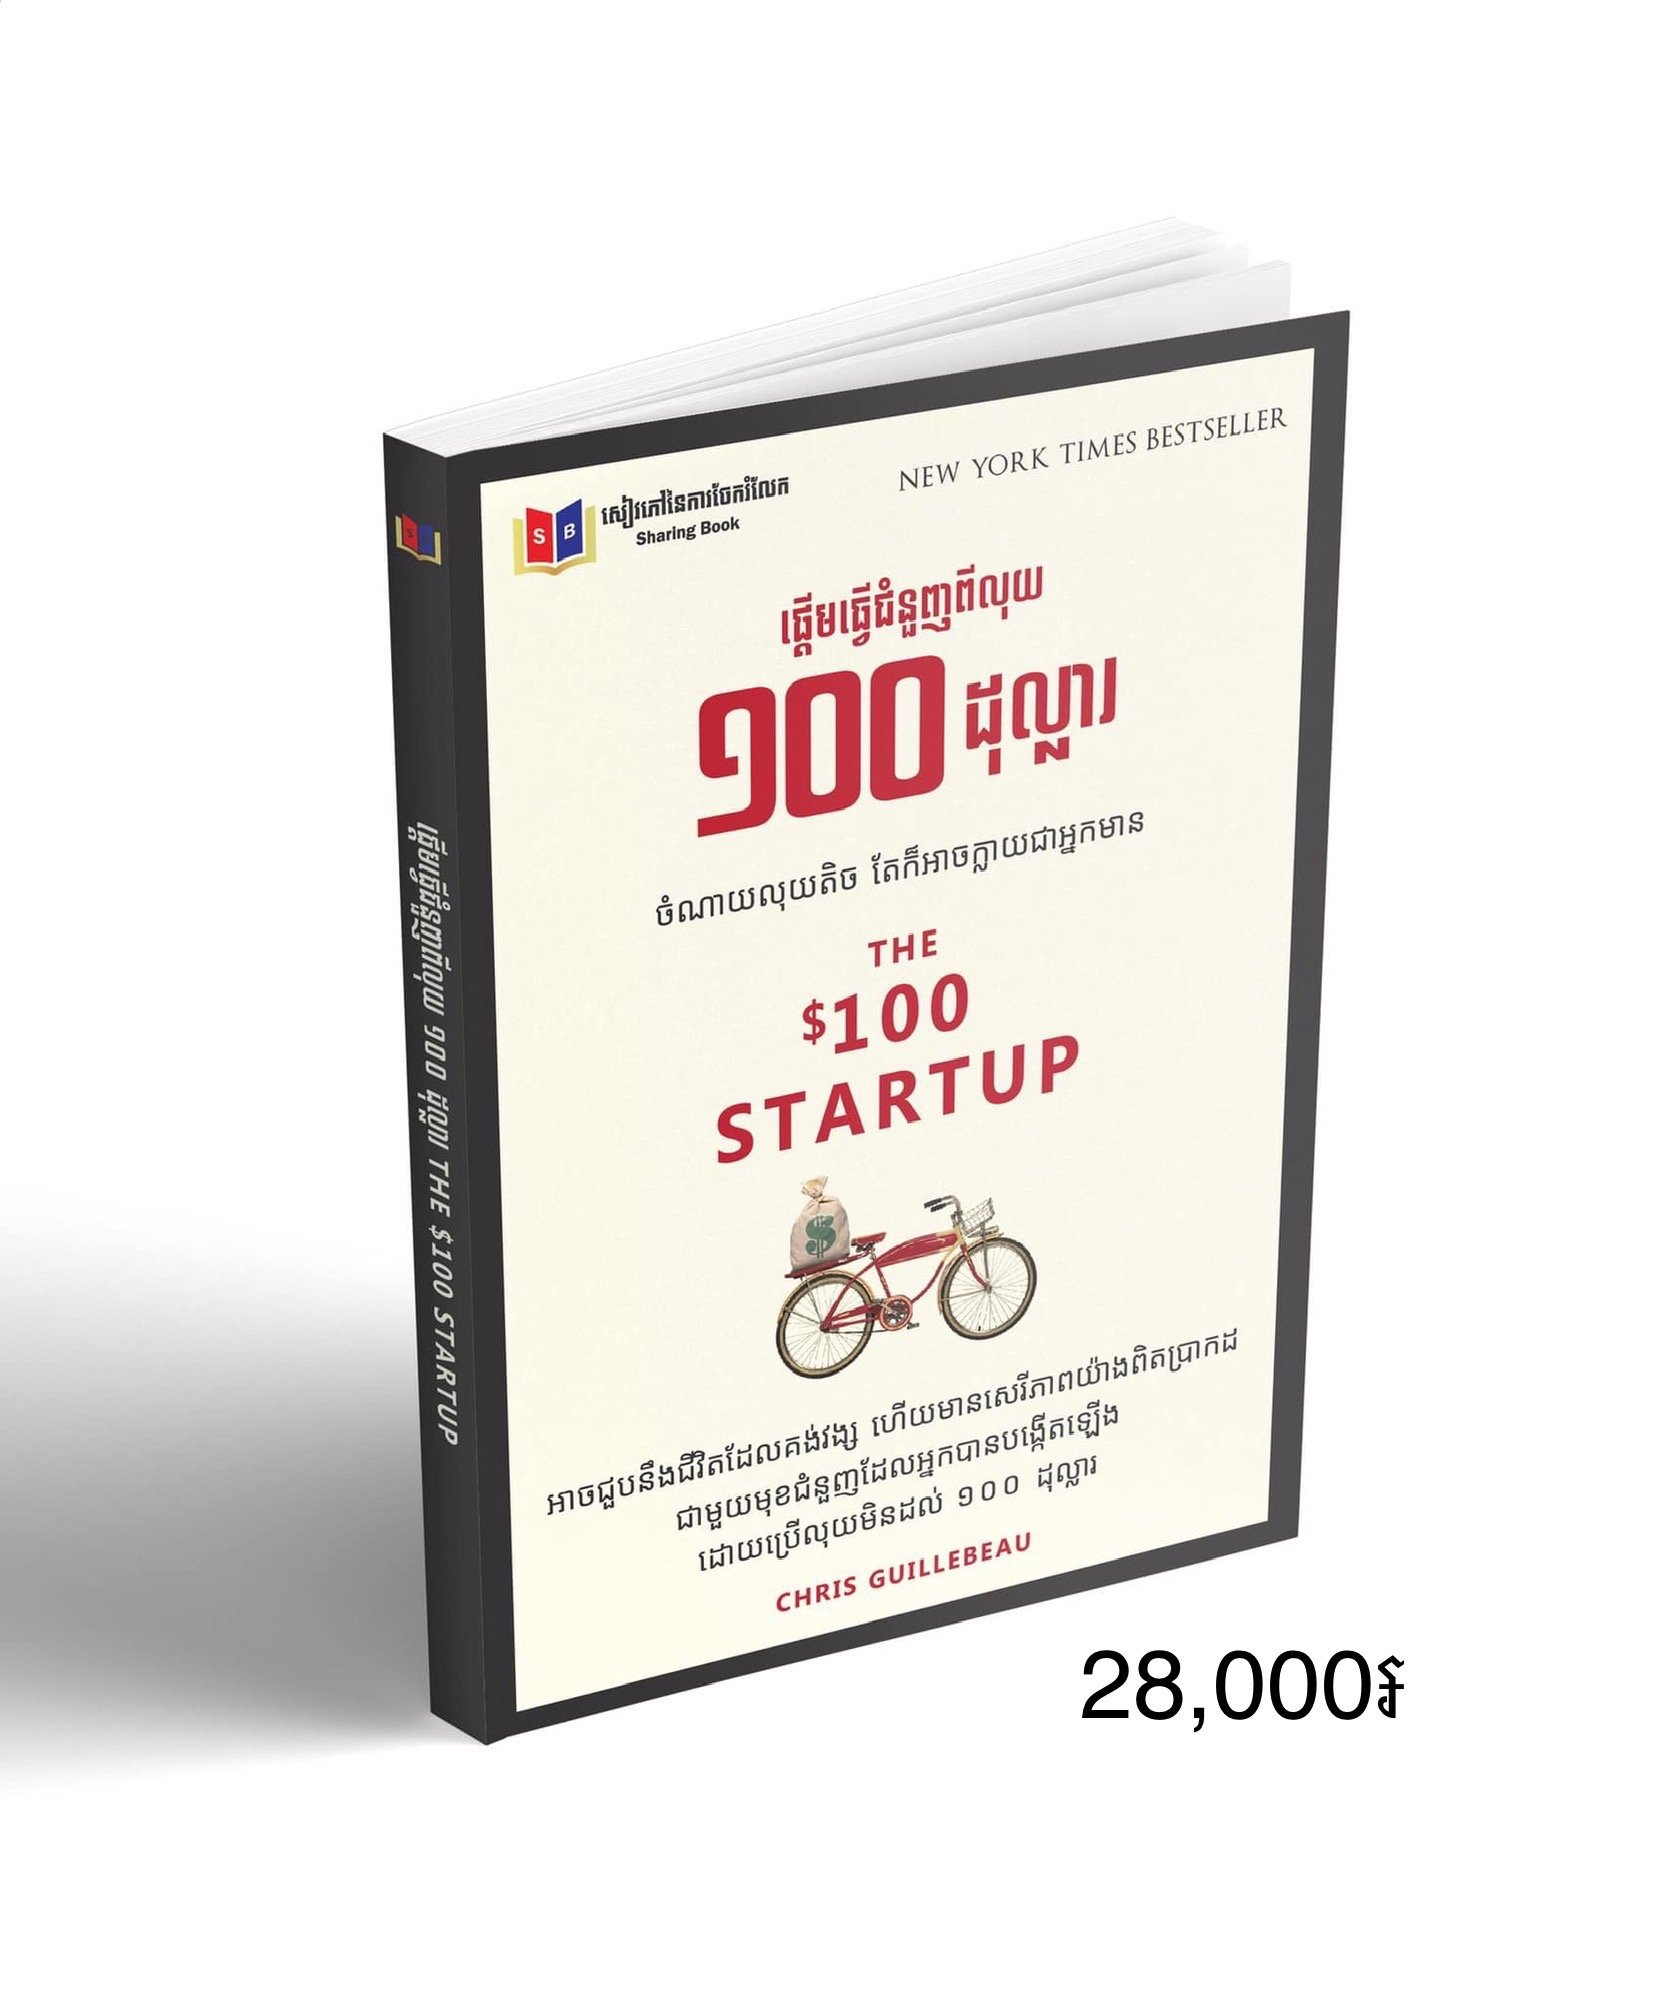 NEW YORK TIMES BESTSELLER
S B
សៀវភៅនៃការចែករំលែក
Sharing Book
ផ្ដើមធ្វើជំនួញពីលុយ
១០០ ដុល្លារ
ចំណាយលុយតិច តែក៏អាចក្លាយជាអ្នកមាន
THE
$100
STARTUP
អាចជួបនឹងជីវិតដែលគង់វង្ស ហើយមានសេរីភាពយ៉ាងពិតប្រាកដ
ជាមួយមុខជំនួញដែលអ្នកបានបង្កើតឡើង
ដោយប្រើលុយមិនដល់ ១០០ ដុល្លារ
CHRIS GUILLEBEAU
ផ្ដើមធ្វើជំនួញពីលុយ ១០០ ដុល្លារ THE $100 STARTUP
28,000៛